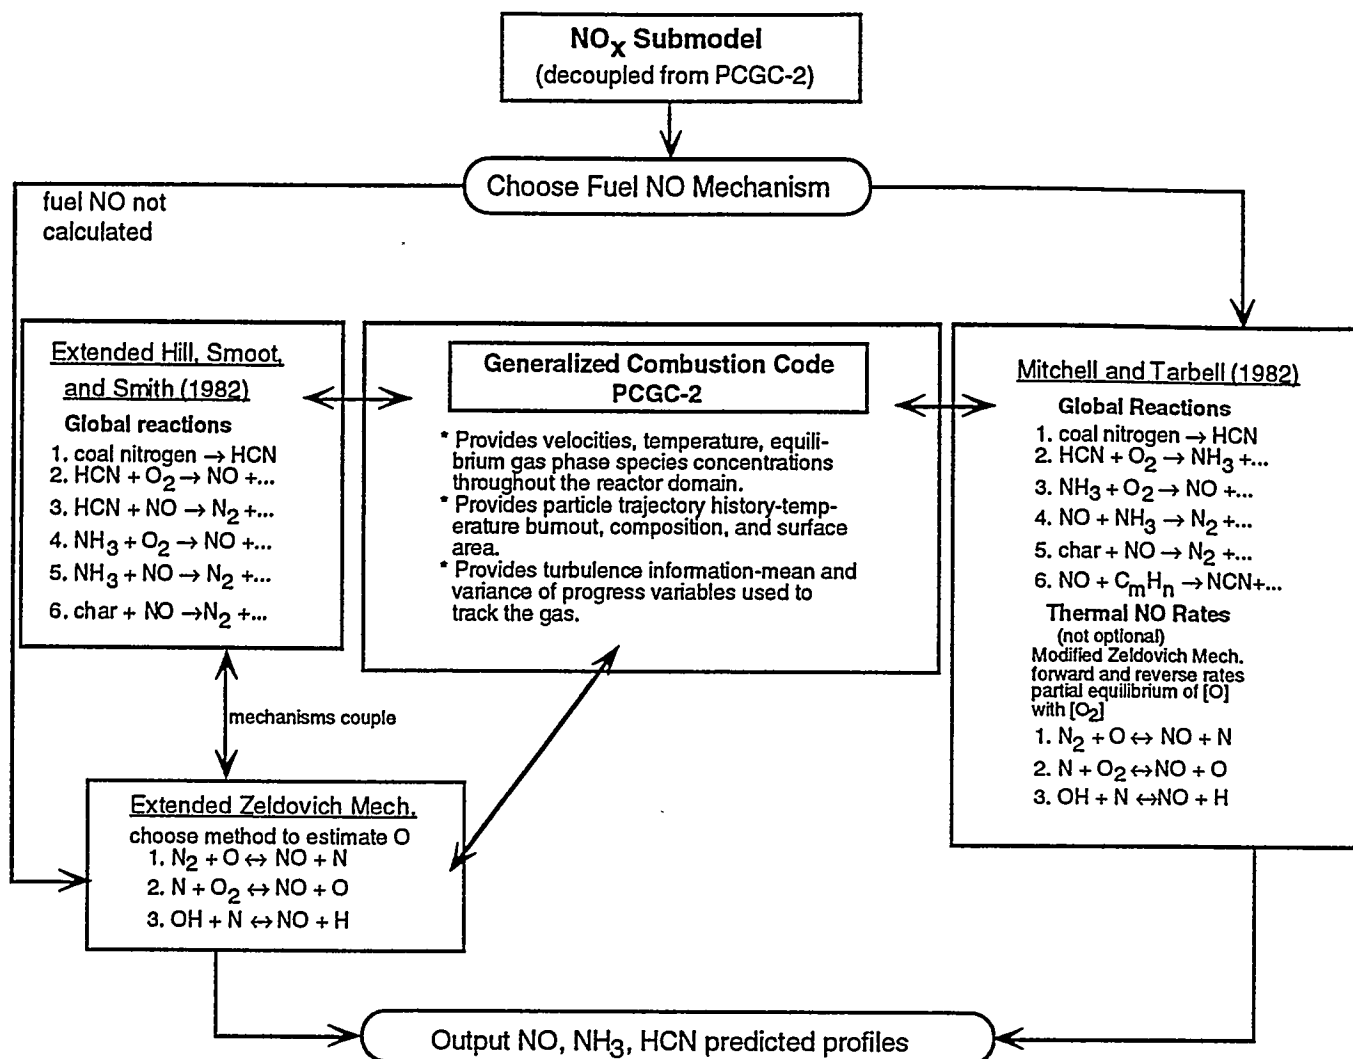 NOx Submodel
(decoupled from PCGC-2)
Choose Fuel NO Mechanism
fuel NO not
calculated
Extended Hill, Smoot,
and Smith (1982)
Global reactions
1. coal nitrogen → HCN
2. HCN + O2 → NO +...
3. HCN + NO → N2 +...
4. NH3 + O2 → NO +...
5. NH3 + NO → N2 +...
6. char + NO →N2 +...
Generalized Combustion Code
PCGC-2
* Provides velocities, temperature, equili-
brium gas phase species concentrations
throughout the reactor domain.
* Provides particle trajectory history-temp-
erature burnout, composition, and surface
area.
* Provides turbulence information-mean and
variance of progress variables used to
track the gas.
Mitchell and Tarbell (1982)
Global Reactions
1. coal nitrogen → HCN
2. HCN + O2 → NH3 +...
3. NH3 + O2 → NO +...
4. NO + NH3 → N2 +...
5. char + NO → N2 +...
6. NO + CmHn → NCN+...
Thermal NO Rates
(not optional)
Modified Zeldovich Mech.
forward and reverse rates
partial equilibrium of [O]
with [O2]
1. N2 + O ↔ NO + N
2. N + O2 ↔ NO + O
3. OH + N ↔ NO + H
mechanisms couple
Extended Zeldovich Mech.
choose method to estimate O
1. N2 + O ↔ NO + N
2. N + O2 ↔ NO + O
3. OH + N ↔ NO + H
Output NO, NH3, HCN predicted profiles